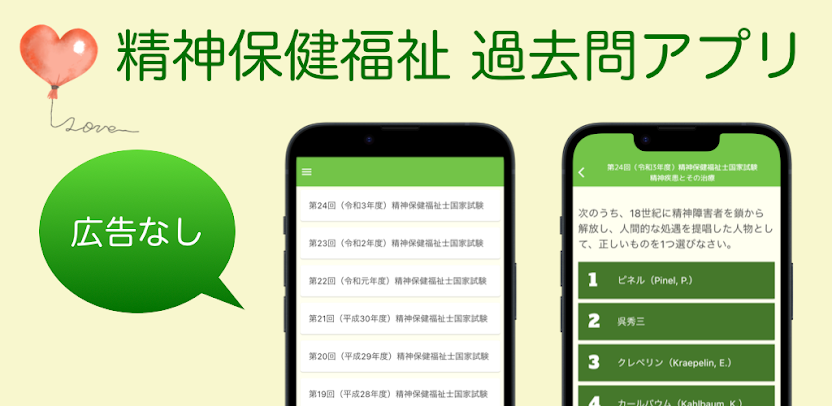 精神保健福祉 過去問アプリ
Love
広告なし
第24回（令和3年度）精神保健福祉士国家試験
第23回（令和2年度）精神保健福祉士国家試験
第22回（令和元年度）精神保健福祉士国家試験
第21回（平成30年度）精神保健福祉士国家試験
第20回（平成29年度）精神保健福祉士国家試験
第19回（平成28年度）精神保健福祉士国家試験
第24回（令和3年度）精神保健福祉士国家試験
精神疾患とその治療
次のうち、18世紀に精神障害者を鎖から
解放し、人間的な処遇を提唱した人物とし
て、正しいものを1つ選びなさい。
1 ピネル（Pinel, P.）
2 呉秀三
3 クレペリン（Kraepelin, E.）
4 カールバウム（Kahlbaum, K.）